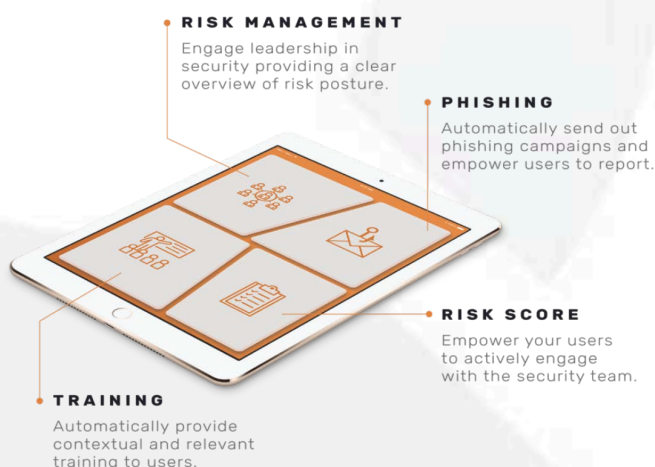 RISK MANAGEMENT
Engage leadership in
security providing a clear
overview of risk posture.
PHISHING
Automatically send out
phishing campaigns and
empower users to report.
RISK SCORE
Empower your users
to actively engage
with the security team.
TRAINING
Automatically provide
contextual and relevant
training to users.